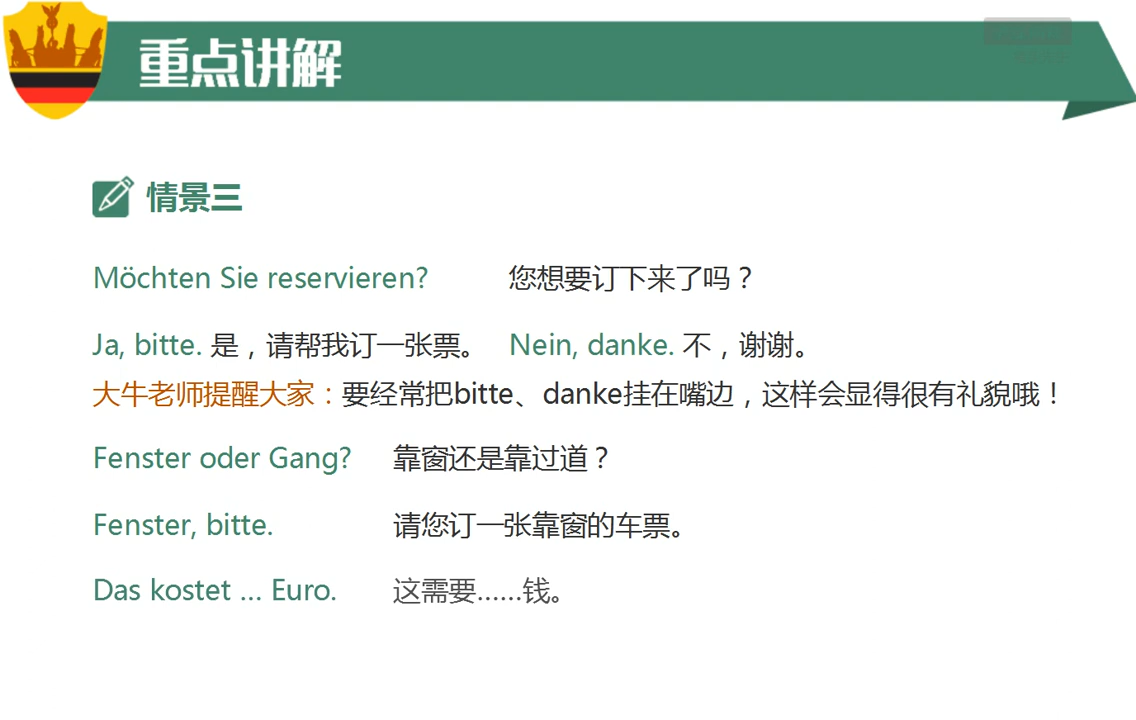 重点讲解
情景三
Möchten Sie reservieren? 您想要订下来了吗？
Ja, bitte. 是，请帮我订一张票。 Nein, danke. 不，谢谢。
大牛老师提醒大家：要经常把bitte、danke挂在嘴边，这样会显得很有礼貌哦！
Fenster oder Gang? 靠窗还是靠过道？
Fenster, bitte. 请您订一张靠窗的车票。
Das kostet ... Euro. 这需要……钱。